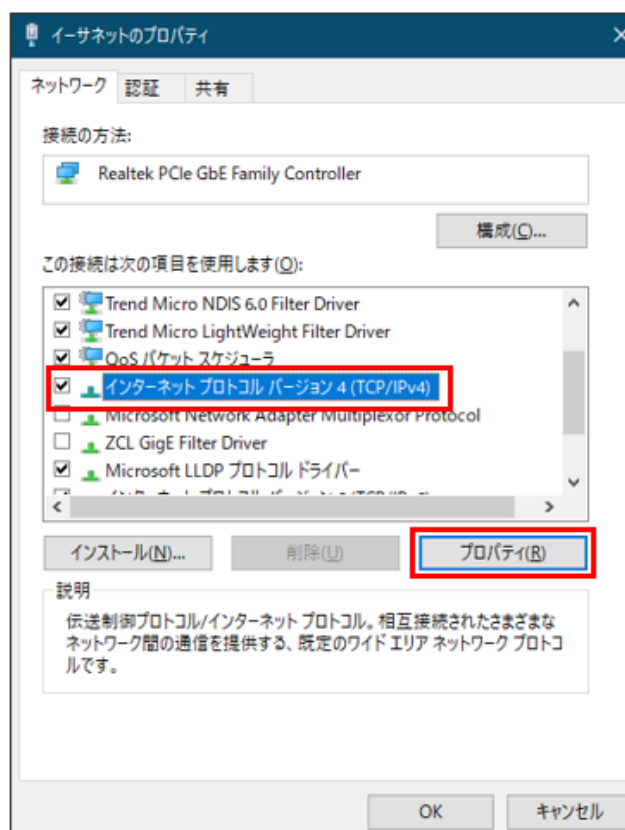 イーサネットのプロパティ
ネットワーク 認証 共有
接続の方法:
Realtek PCIe GbE Family Controller
構成(C)...
この接続は次の項目を使用します(O):
Trend Micro NDIS 6.0 Filter Driver
Trend Micro LightWeight Filter Driver
QoS パケット スケジューラ
インターネット プロトコル バージョン 4 (TCP/IPv4)
Microsoft Network Adapter Multiplexor Protocol
ZCL GigE Filter Driver
Microsoft LLDP プロトコル ドライバー
インストール(N)... 削除(U) プロパティ(R)
説明
伝送制御プロトコル/インターネット プロトコル。相互接続されたさまざまな
ネットワーク間の通信を提供する、既定のワイド エリア ネットワーク プロトコ
ルです。
OK キャンセル